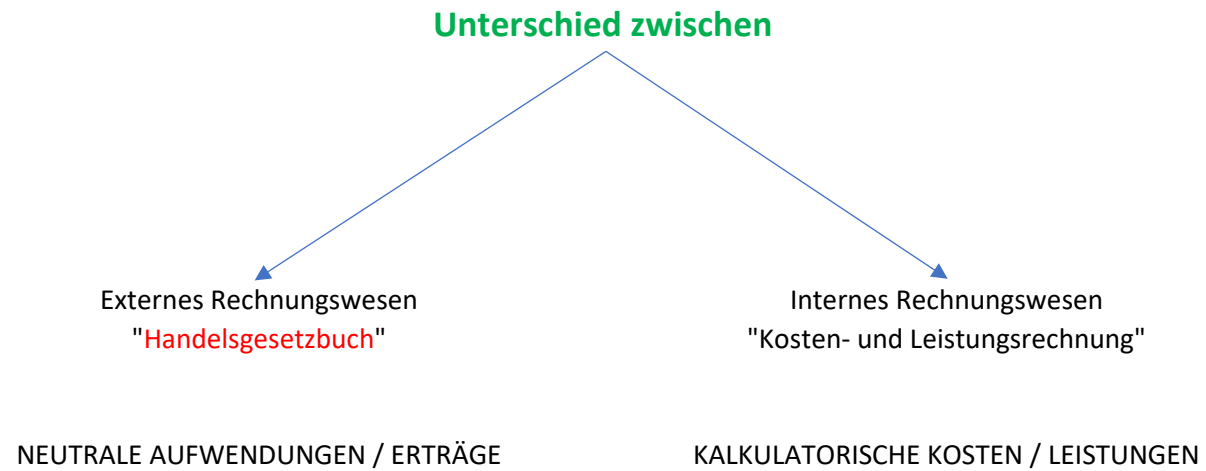 Unterschied zwischen
Externes Rechnungswesen
"Handelsgesetzbuch"
Internes Rechnungswesen
"Kosten- und Leistungsrechnung"
NEUTRALE AUFWENDUNGEN / ERTRÄGE
KALKULATORISCHE KOSTEN / LEISTUNGEN